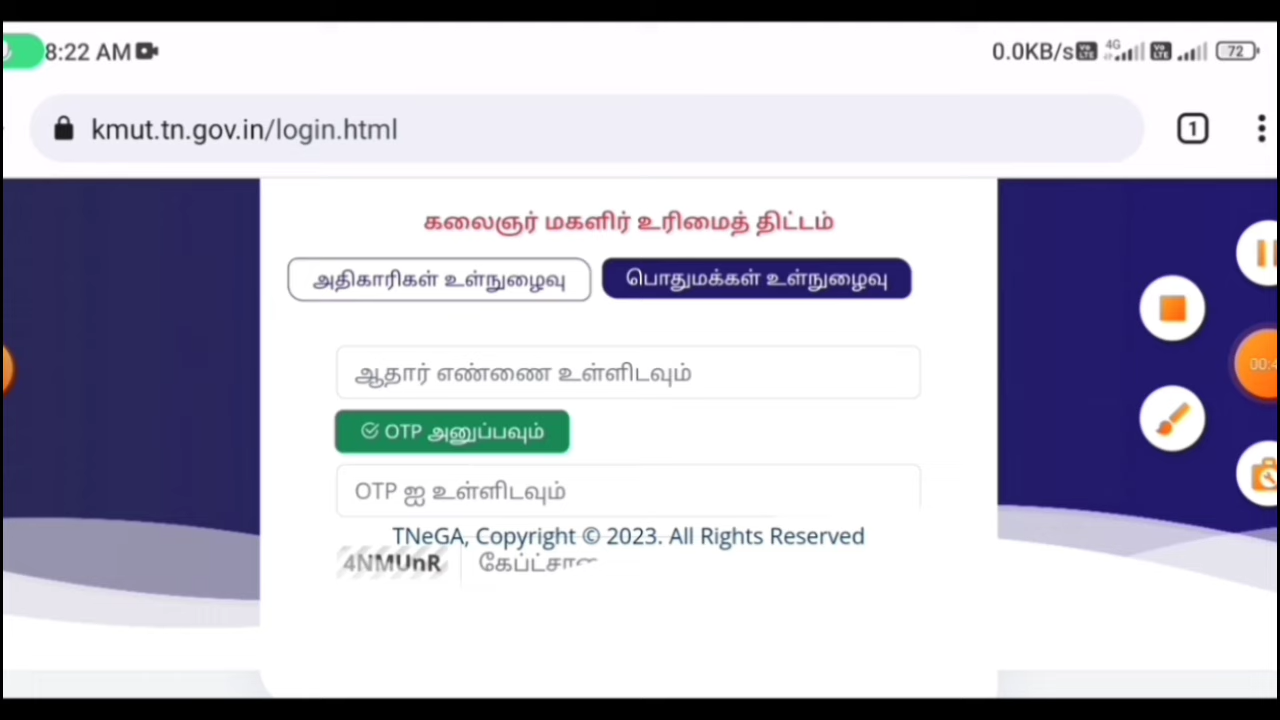 8:22 AM
0.0KB/s
4G
72
kmut.tn.gov.in/login.html
1
கலைஞர் மகளிர் உரிமைத் திட்டம்
அதிகாரிகள் உள்நுழைவு
பொதுமக்கள் உள்நுழைவு
ஆதார் எண்ணை உள்ளிடவும்
OTP அனுப்பவும்
OTP ஐ உள்ளிடவும்
TNeGA, Copyright © 2023. All Rights Reserved
4NMUnR